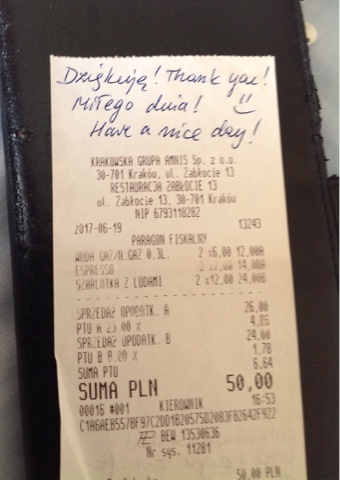 Dziękuję! Thank you!
Miłego dnia!
Have a nice day!
KRAKOWSKA GRUPA AMNIS Sp. z o.o.
30-701 Kraków, ul. Zabłocie 13
RESTAURACJA ZABŁOCIE 13
ul. Zabłocie 13, 30-701 Kraków
NIP 6793118282
2017-06-19 13243
PARAGON FISKALNY
WODA GAZ/N.GAZ 0,3L. 2 x6,00 12,00A
ESPRESSO 2 14,00A
SZARLOTKA Z LODAMI 2 x12,00 24,00B
SPRZEDAŻ OPODATK. A 26,00
PTU A 23,00 % 4,86
SPRZEDAŻ OPODATK. B 24,00
PTU B 8,00 % 1,78
SUMA PTU 6,64
SUMA PLN 50,00
00016 #001 KIEROWNIK 16:53
BEW 13530636
Nr sys. 11281
50,00 PLN